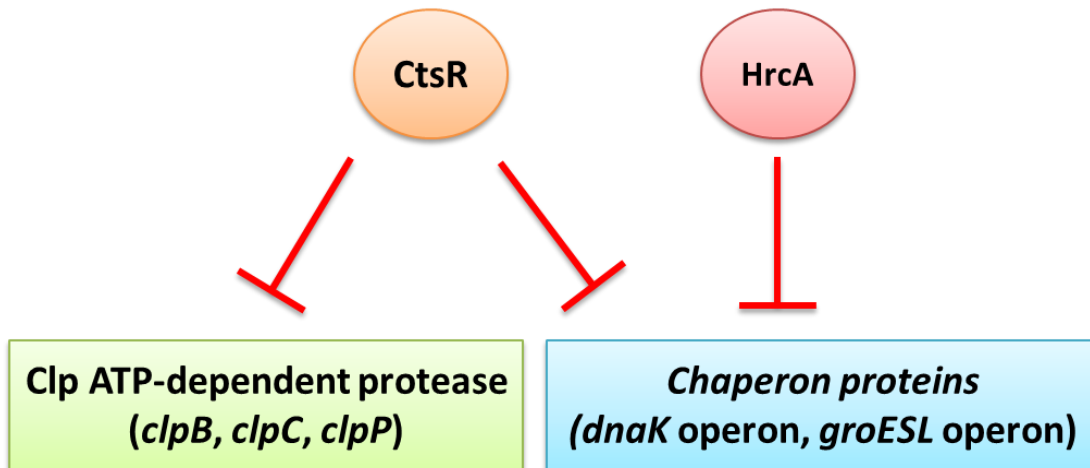 CtsR
HrcA
Clp ATP-dependent protease
(clpB, clpC, clpP)
Chaperon proteins
(dnaK operon, groESL operon)